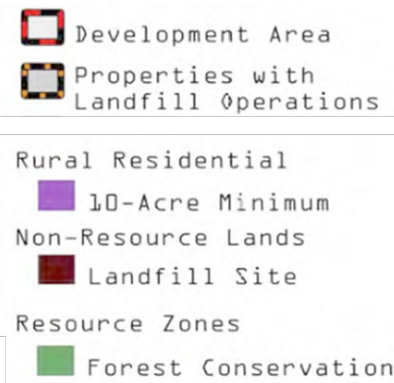 Development Area
Properties with
Landfill Operations
Rural Residential
10-Acre Minimum
Non-Resource Lands
Landfill Site
Resource Zones
Forest Conservation